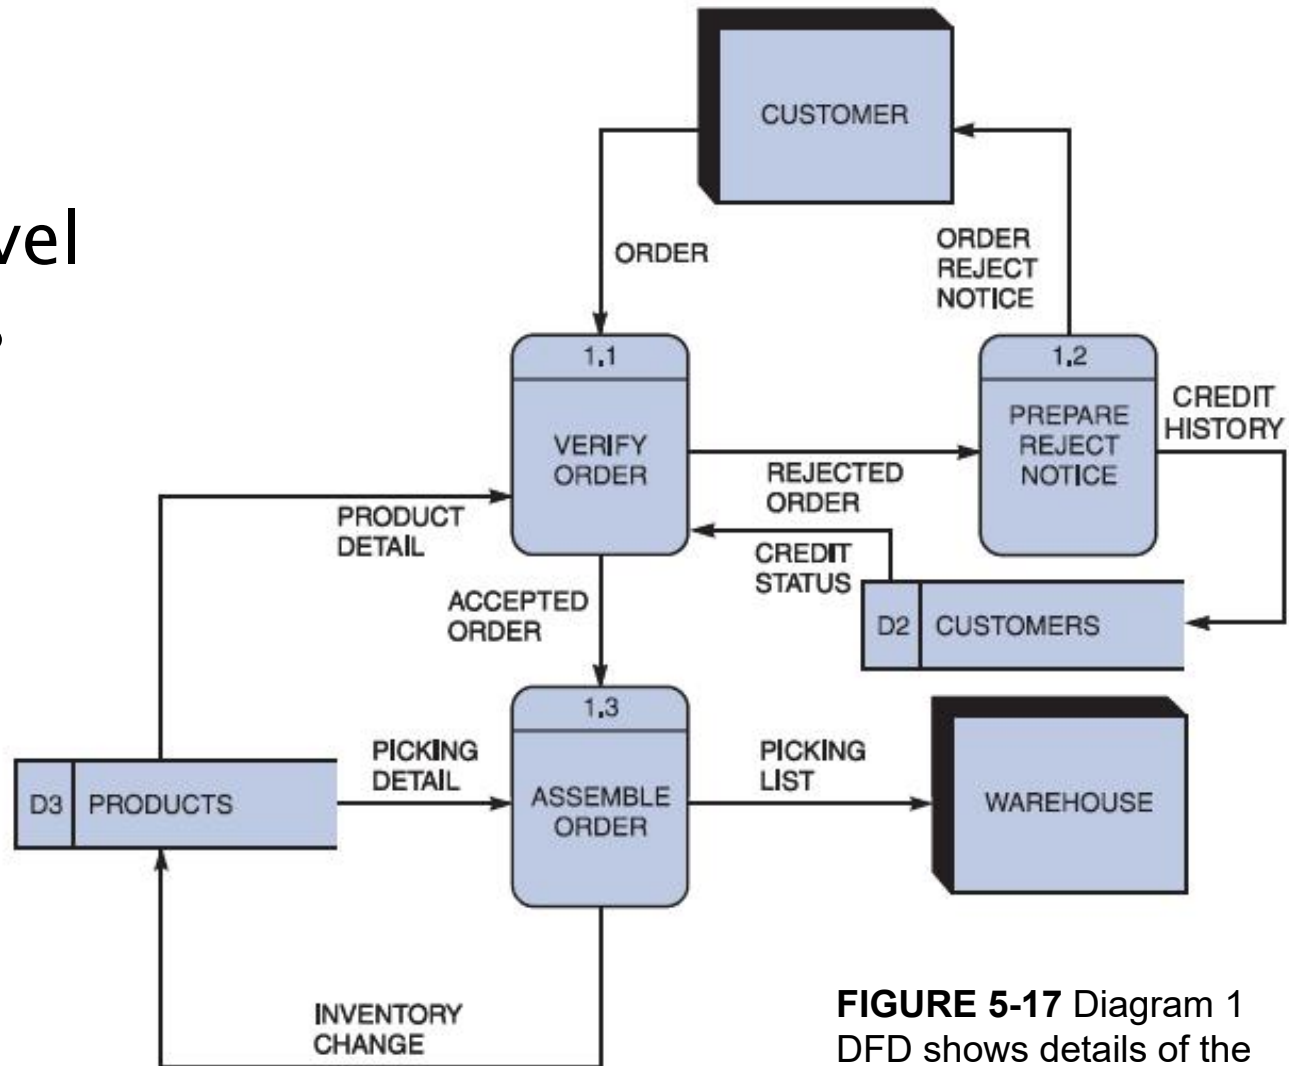 vel
CUSTOMER
ORDER
ORDER
REJECT
NOTICE
1.1
VERIFY
ORDER
1.2
PREPARE
REJECT
NOTICE
CREDIT
HISTORY
REJECTED
ORDER
PRODUCT
DETAIL
CREDIT
STATUS
ACCEPTED
ORDER
D2 CUSTOMERS
1.3
ASSEMBLE
ORDER
PICKING
DETAIL
PICKING
LIST
D3 PRODUCTS
WAREHOUSE
INVENTORY
CHANGE
FIGURE 5-17 Diagram 1
DFD shows details of the